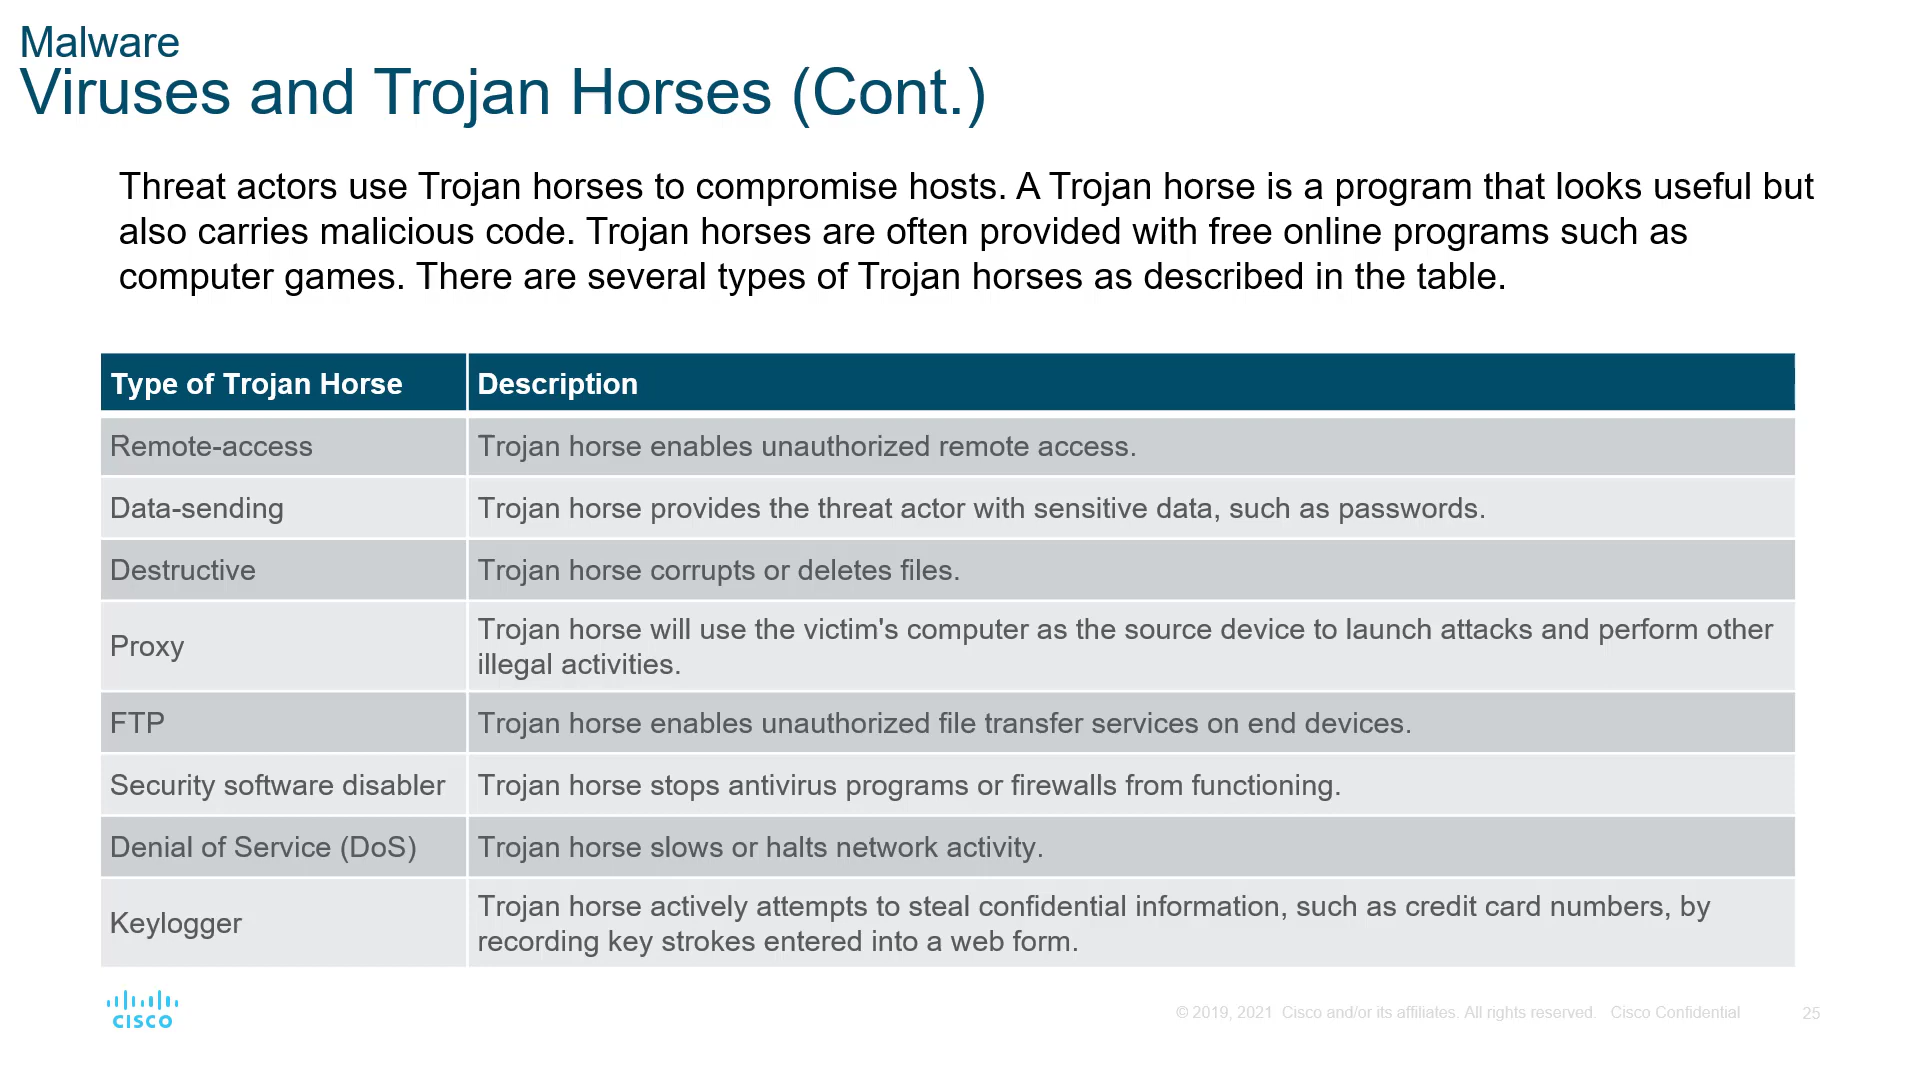 Malware
Viruses and Trojan Horses (Cont.)
Threat actors use Trojan horses to compromise hosts. A Trojan horse is a program that looks useful but
also carries malicious code. Trojan horses are often provided with free online programs such as
computer games. There are several types of Trojan horses as described in the table.
Type of Trojan Horse Description
Remote-access Trojan horse enables unauthorized remote access.
Data-sending Trojan horse provides the threat actor with sensitive data, such as passwords.
Destructive Trojan horse corrupts or deletes files.
Proxy Trojan horse will use the victim's computer as the source device to launch attacks and perform other
illegal activities.
FTP Trojan horse enables unauthorized file transfer services on end devices.
Security software disabler Trojan horse stops antivirus programs or firewalls from functioning.
Denial of Service (DoS) Trojan horse slows or halts network activity.
Keylogger Trojan horse actively attempts to steal confidential information, such as credit card numbers, by
recording key strokes entered into a web form.
CISCO
© 2019, 2021 Cisco and/or its affiliates. All rights reserved. Cisco Confidential 25